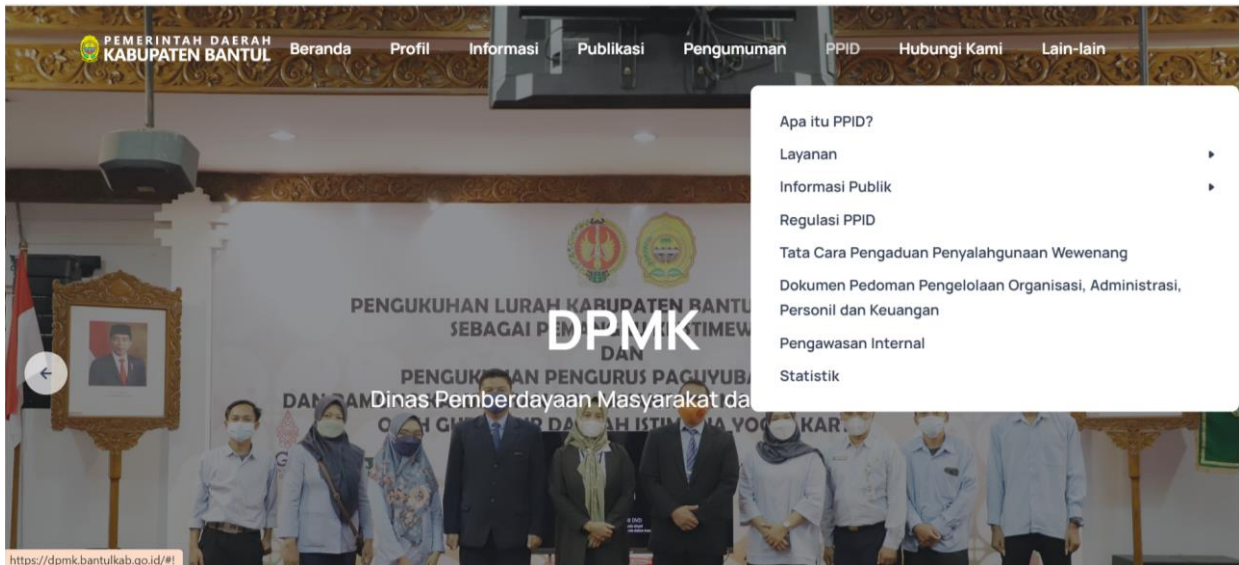 PEMERINTAH DAERAH
KABUPATEN BANTUL
Beranda Profil Informasi Publikasi Pengumuman PPID Hubungi Kami Lain-lain
Apa itu PPID?
Layanan
Informasi Publik
Regulasi PPID
Tata Cara Pengaduan Penyalahgunaan Wewenang
Dokumen Pedoman Pengelolaan Organisasi, Administrasi,
Personil dan Keuangan
Pengawasan Internal
Statistik
PENGUKUHAN LURAH KABUPATEN
SEBAGAI
DAN
DPMK
PENGURUS
Dinas Pemberdayaan Masyarakat da
https://dpmk.bantulkab.go.id/#!